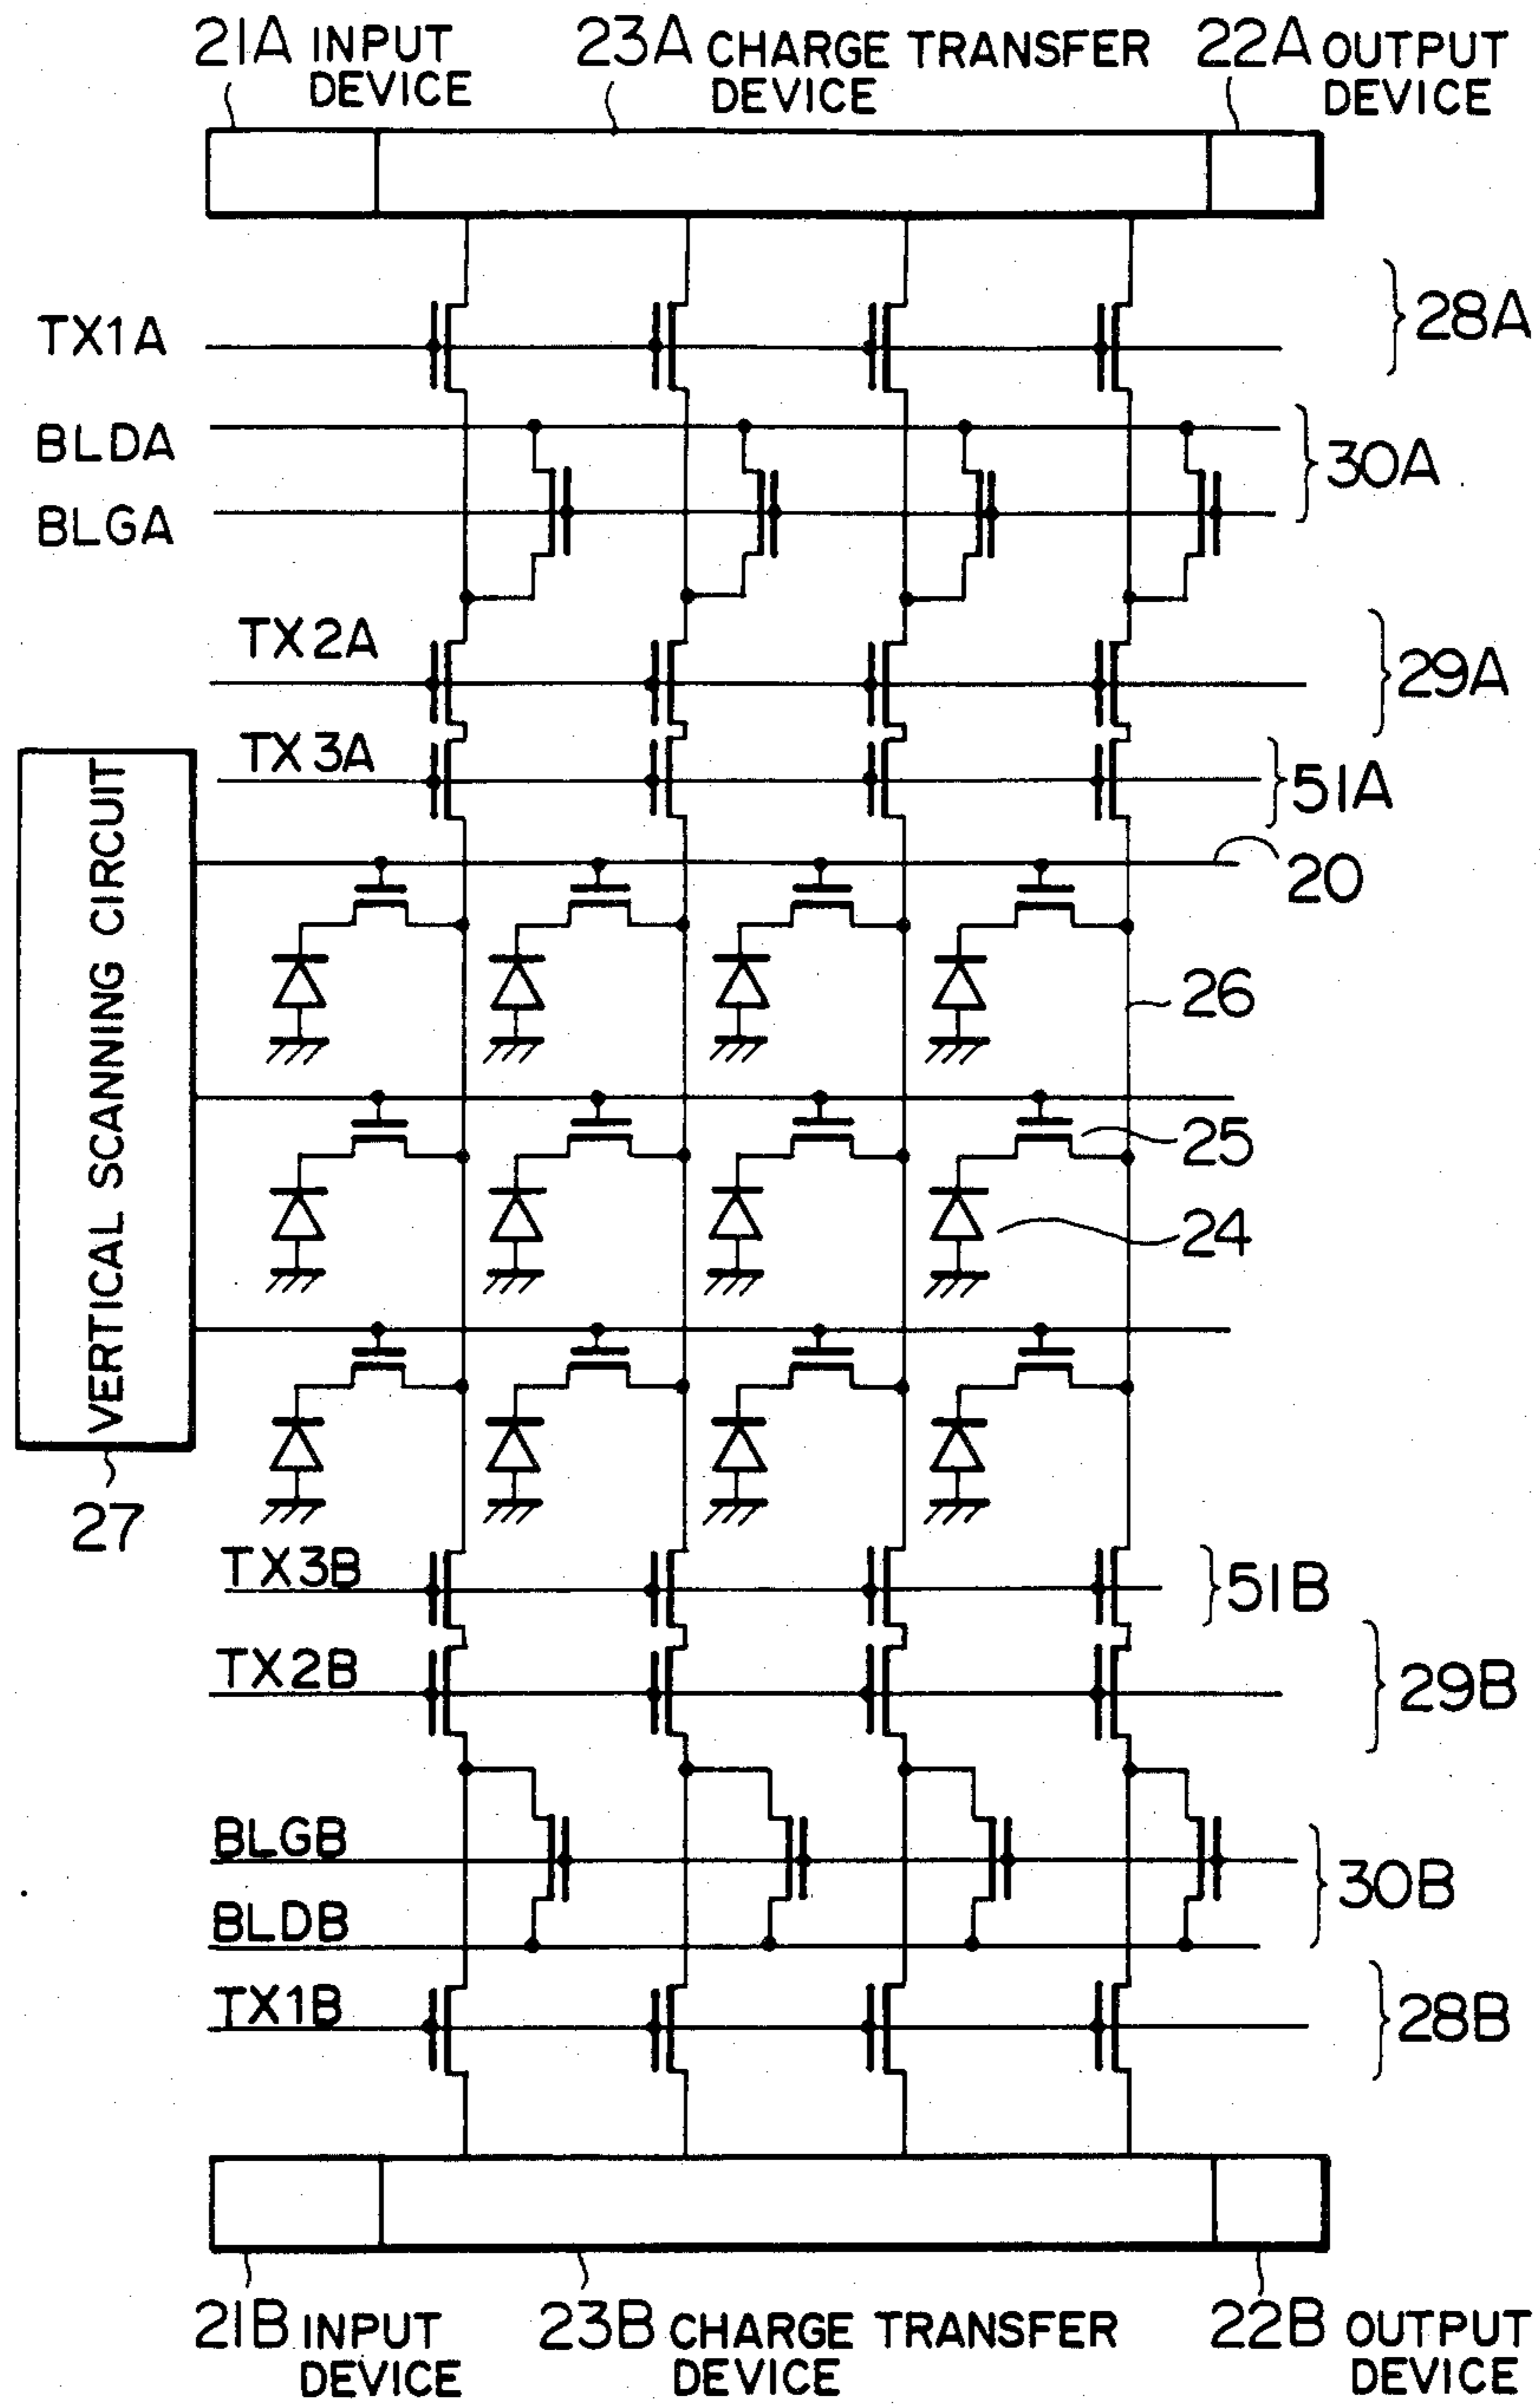 21A INPUT DEVICE
23A CHARGE TRANSFER DEVICE
22A OUTPUT DEVICE
TX1A
28A
BLDA
30A
BLGA
TX2A
29A
TX3A
51A
20
VERTICAL SCANNING CIRCUIT
26
25
24
27
TX3B
51B
TX2B
29B
BLGB
30B
BLDB
TX1B
28B
21B INPUT DEVICE
23B CHARGE TRANSFER DEVICE
22B OUTPUT DEVICE